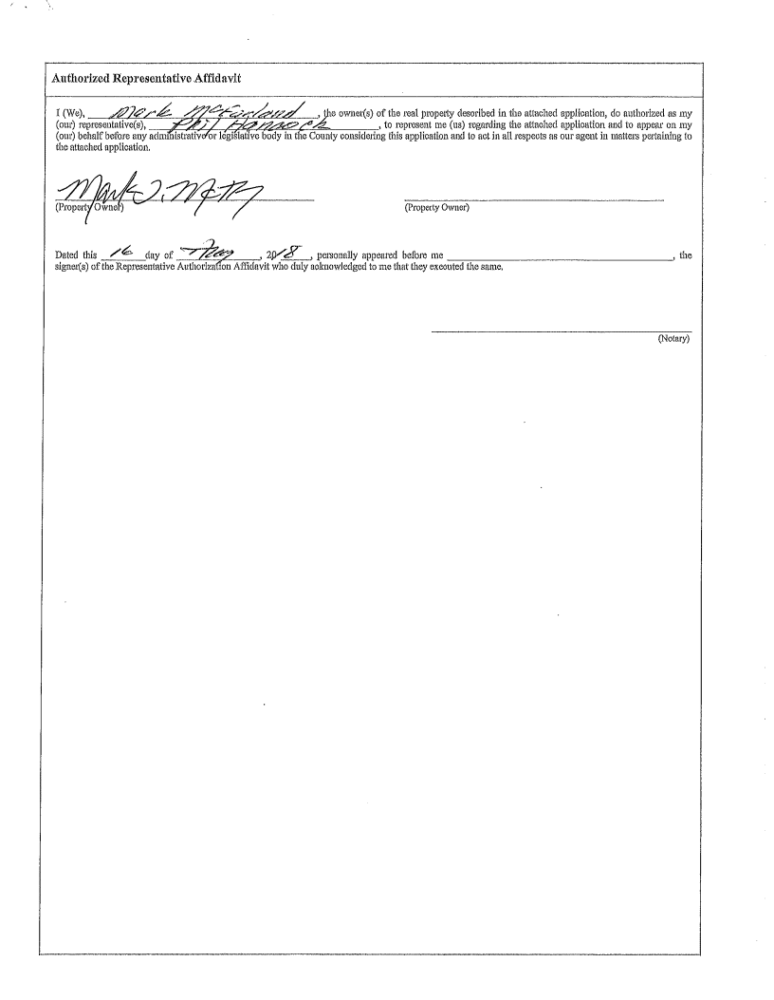 Authorized Representative Affidavit
I (We), Mark McFarland, the owner(s) of the real property described in the attached application, do authorized as my
(our) representative(s), Phil Hancock, to represent me (us) regarding the attached application and to appear on my
(our) behalf before any administrative or legislative body in the County considering this application and to act in all respects as our agent in matters pertaining to
the attached application.
(Property Owner) (Property Owner)
Dated this 16 day of , 2018, personally appeared before me , the
signer(s) of the Representative Authorization Affidavit who duly acknowledged to me that they executed the same.
(Notary)